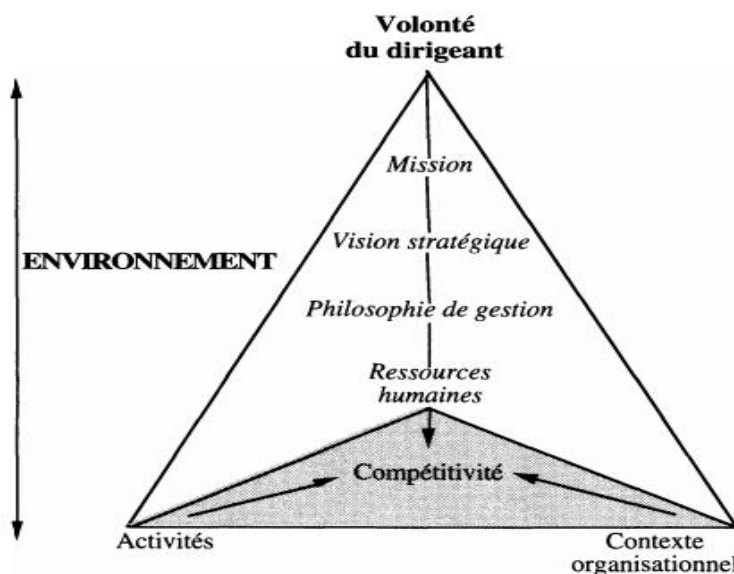 Volonté
du dirigeant
Mission
Vision stratégique
ENVIRONNEMENT
Philosophie de gestion
Ressources
humaines
Compétitivité
Activités
Contexte
organisationnel